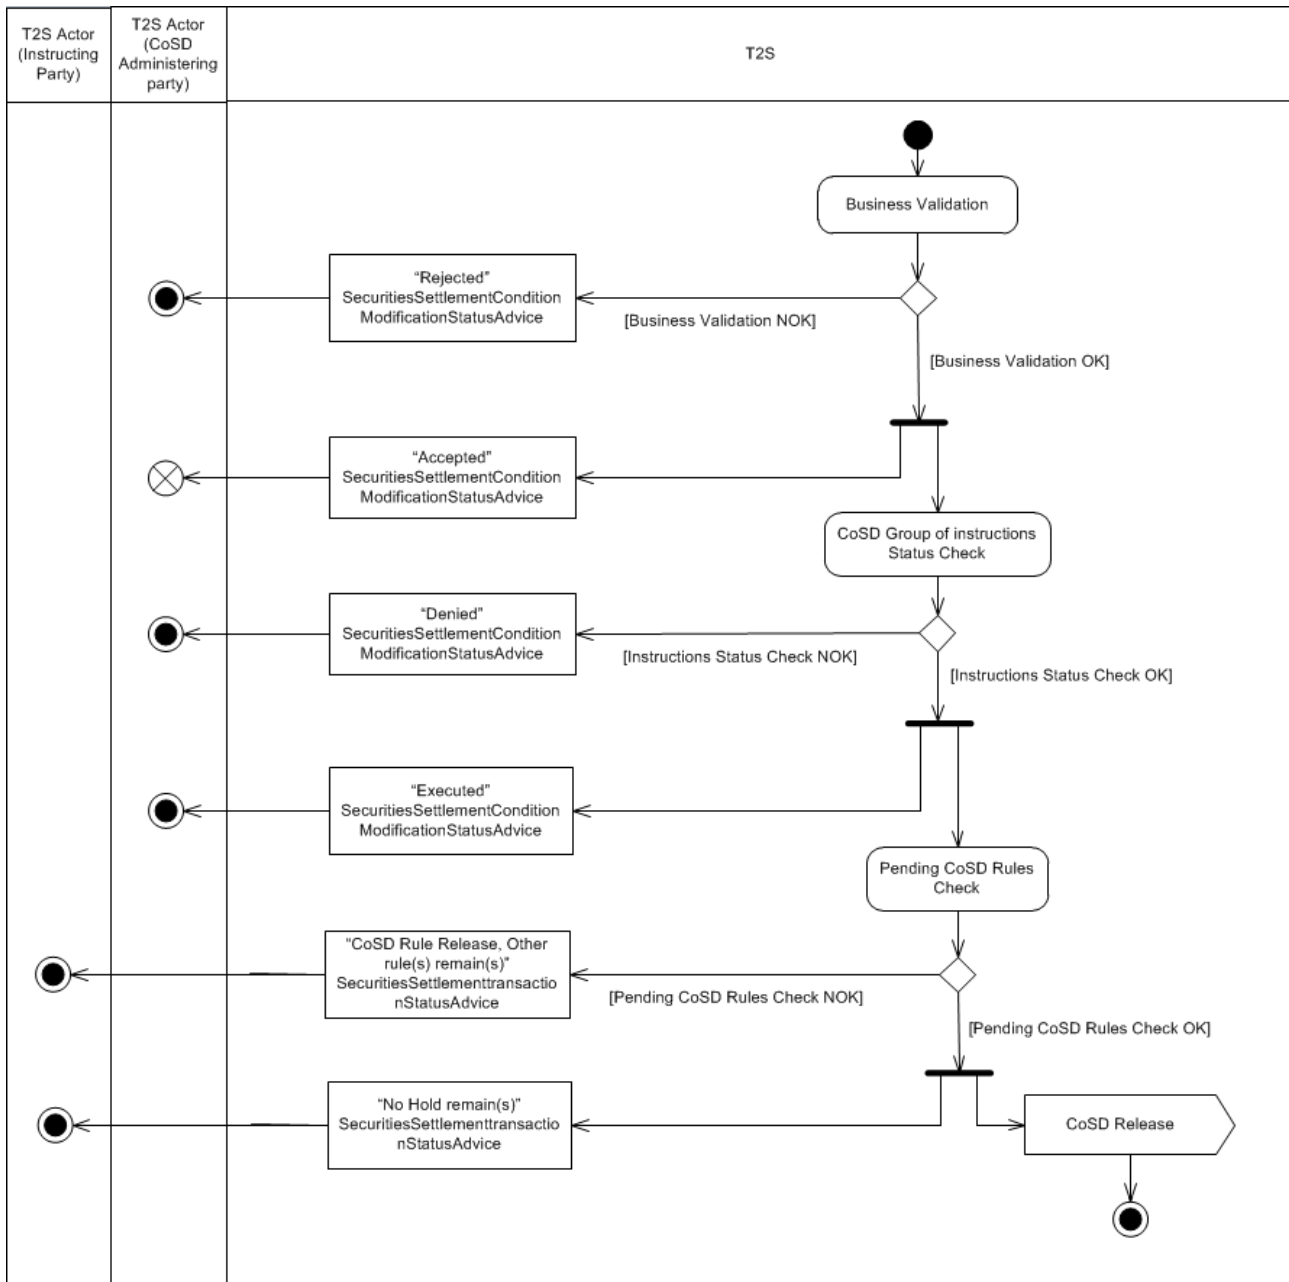 T2S Actor
(Instructing
Party)
T2S Actor
(CoSD
Administering
party)
T2S
Business Validation
“Rejected”
SecuritiesSettlementCondition
ModificationStatusAdvice
[Business Validation NOK]
[Business Validation OK]
“Accepted”
SecuritiesSettlementCondition
ModificationStatusAdvice
CoSD Group of instructions
Status Check
“Denied”
SecuritiesSettlementCondition
ModificationStatusAdvice
[Instructions Status Check NOK]
[Instructions Status Check OK]
“Executed”
SecuritiesSettlementCondition
ModificationStatusAdvice
Pending CoSD Rules
Check
“CoSD Rule Release, Other
rule(s) remain(s)”
SecuritiesSettlementtransactio
nStatusAdvice
[Pending CoSD Rules Check NOK]
[Pending CoSD Rules Check OK]
“No Hold remain(s)”
SecuritiesSettlementtransactio
nStatusAdvice
CoSD Release